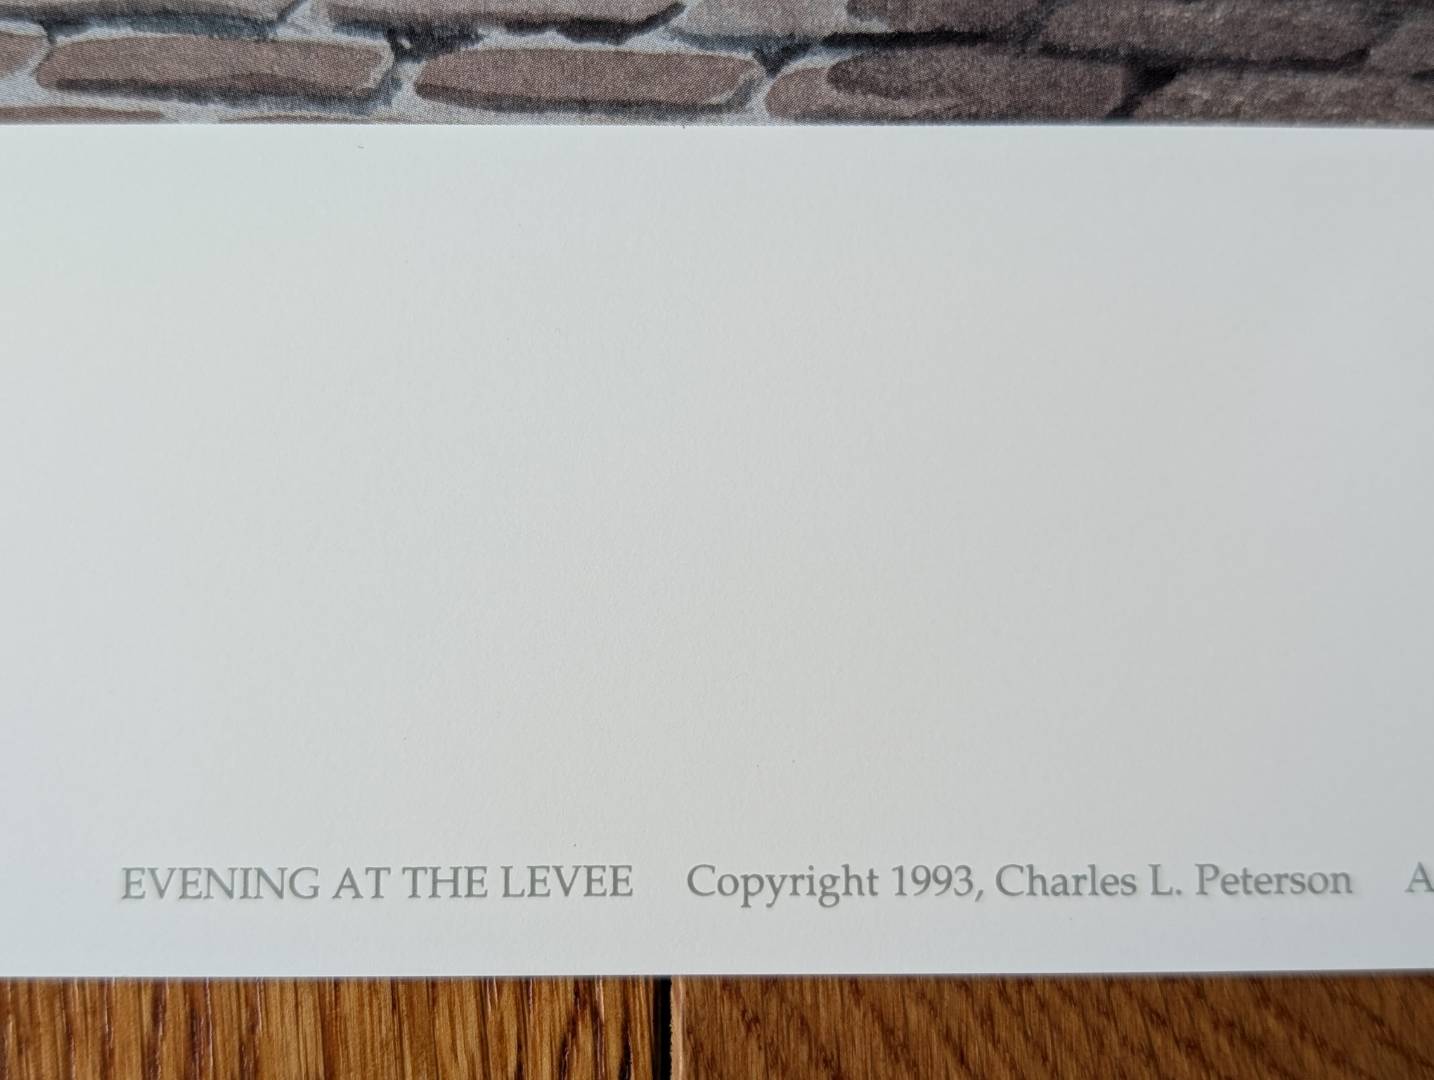 EVENING AT THE LEVEE Copyright 1993, Charles L. Peterson A